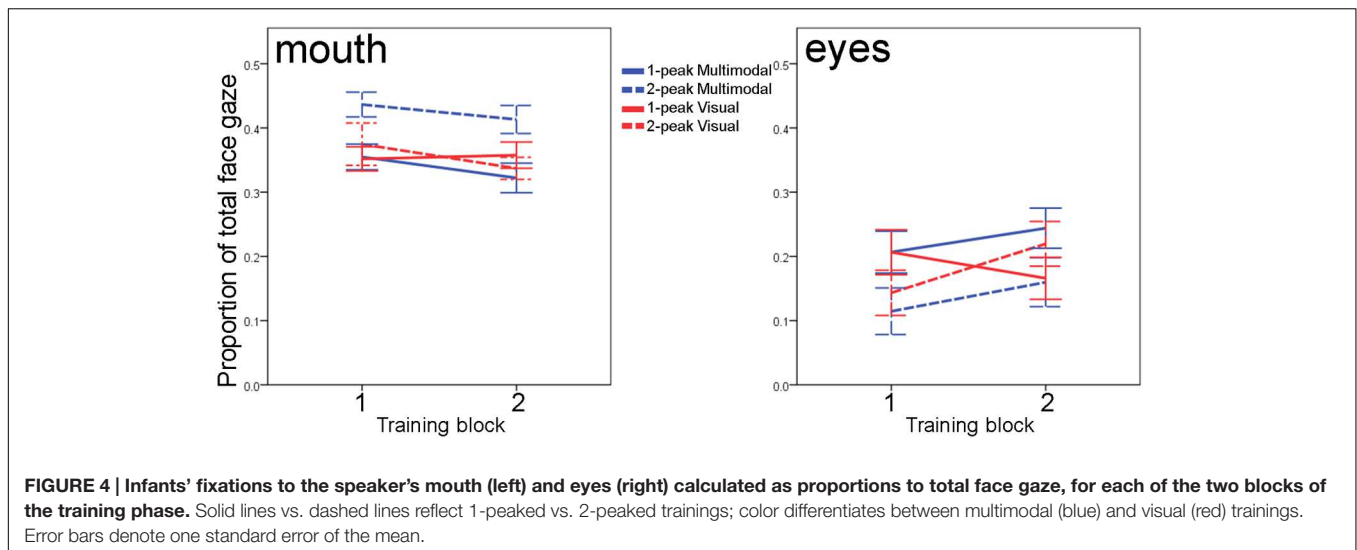 mouth
0.5
0.4
0.3
0.2
0.1
0.0
Proportion of total face gaze
1 2
Training block
1-peak Multimodal
2-peak Multimodal
1-peak Visual
2-peak Visual
eyes
0.5
0.4
0.3
0.2
0.1
0.0
1 2
Training block
FIGURE 4 | Infants’ fixations to the speaker’s mouth (left) and eyes (right) calculated as proportions to total face gaze, for each of the two blocks of
the training phase. Solid lines vs. dashed lines reflect 1-peaked vs. 2-peaked trainings; color differentiates between multimodal (blue) and visual (red) trainings.
Error bars denote one standard error of the mean.